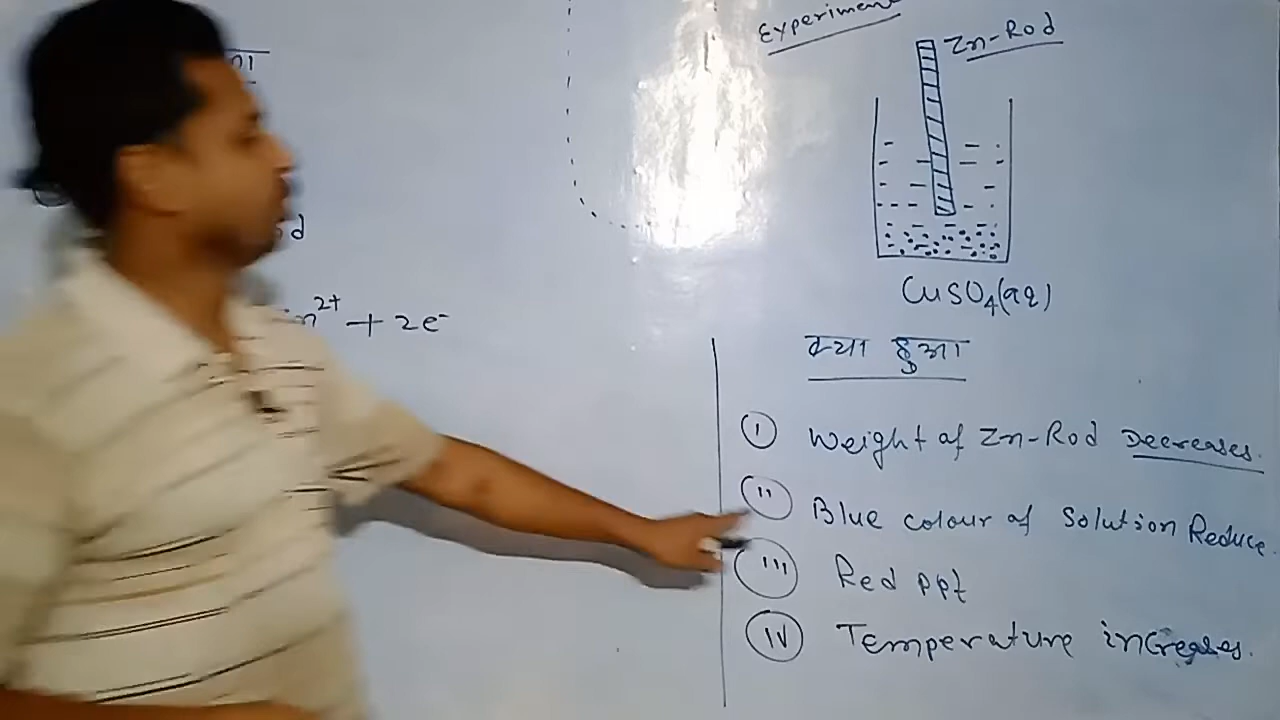 Experiment
Zn-Rod
CuSO4(aq)
+ 2e-
क्या हुआ
I Weight of Zn-Rod Decreases.
II Blue colour of Solution Reduce.
III Red ppt
IV Temperature increases.